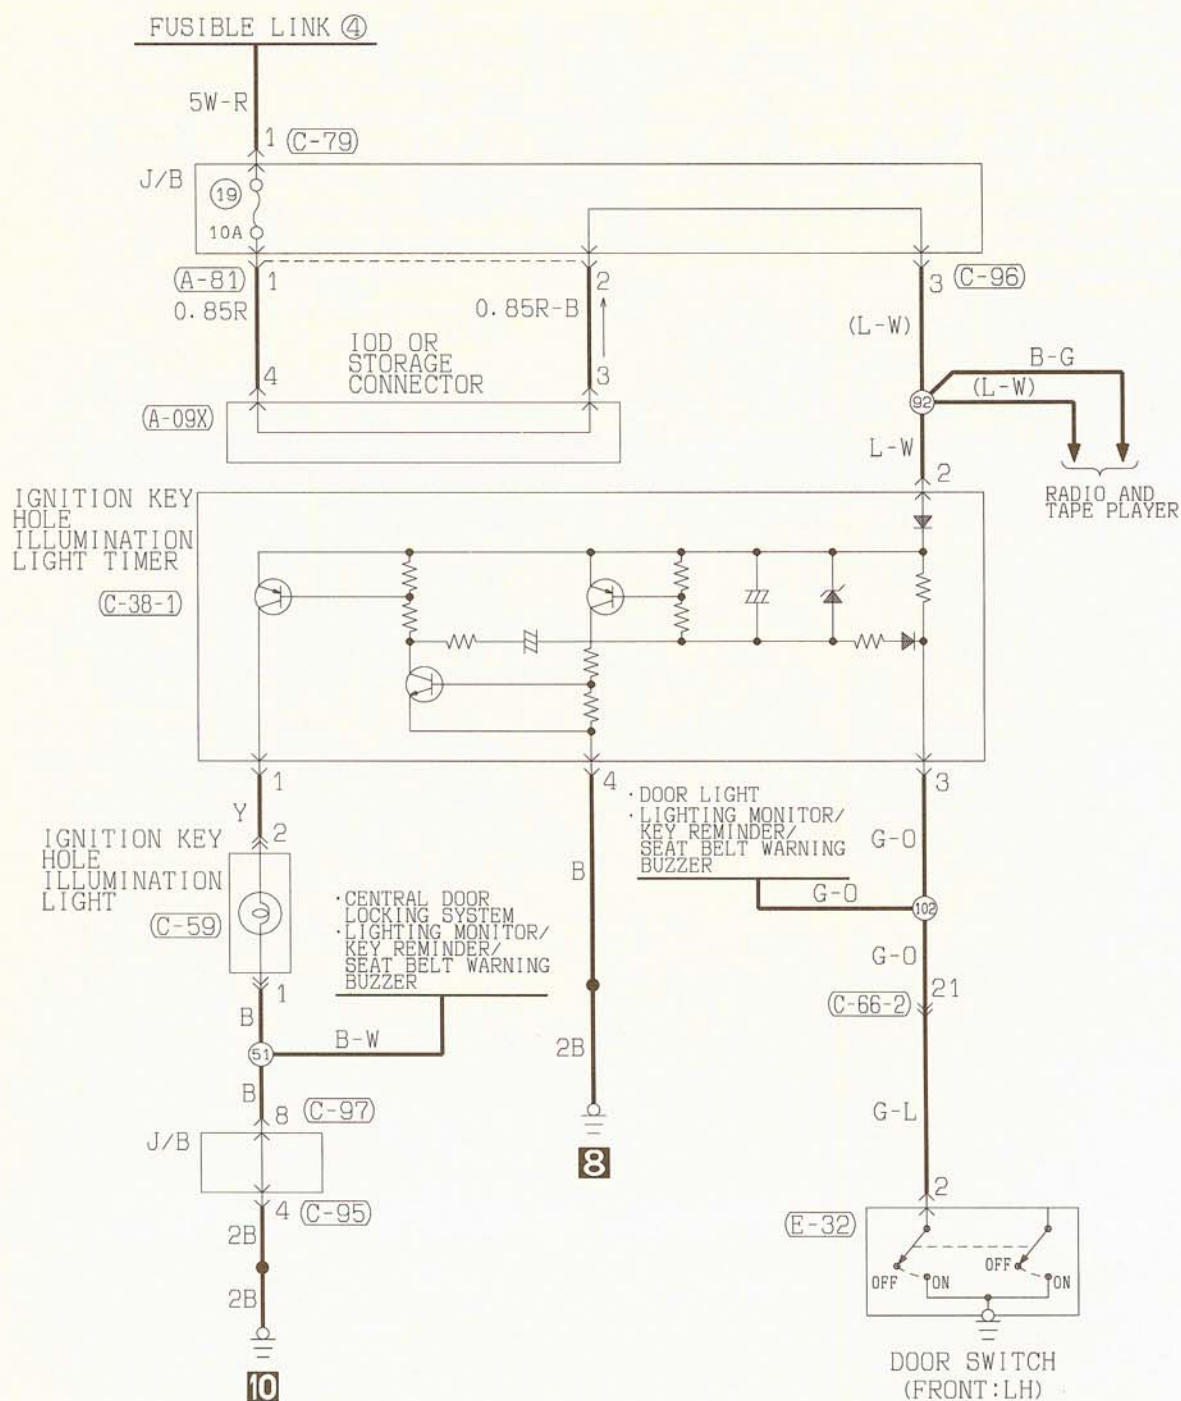 FUSIBLE LINK ④
5W-R
1 C-79
J/B
19
10A
A-81 1 2 3 C-96
0.85R 0.85R-B
(L-W)
IOD OR
STORAGE
CONNECTOR
4 3
A-09X
B-G
(L-W)
92
L-W
2
RADIO AND
TAPE PLAYER
IGNITION KEY
HOLE
ILLUMINATION
LIGHT TIMER
C-38-1
1 4 3
Y
2
IGNITION KEY
HOLE
ILLUMINATION
LIGHT
C-59
1
B
B
·DOOR LIGHT
·LIGHTING MONITOR/
KEY REMINDER/
SEAT BELT WARNING
BUZZER
G-O
G-O
102
G-O
·CENTRAL DOOR
LOCKING SYSTEM
·LIGHTING MONITOR/
KEY REMINDER/
SEAT BELT WARNING
BUZZER
B-W
51
B
8 C-97
J/B
4 C-95
2B
2B
10
2B
8
21
C-66-2
G-L
2
E-32
OFF ON OFF ON
DOOR SWITCH
(FRONT:LH)